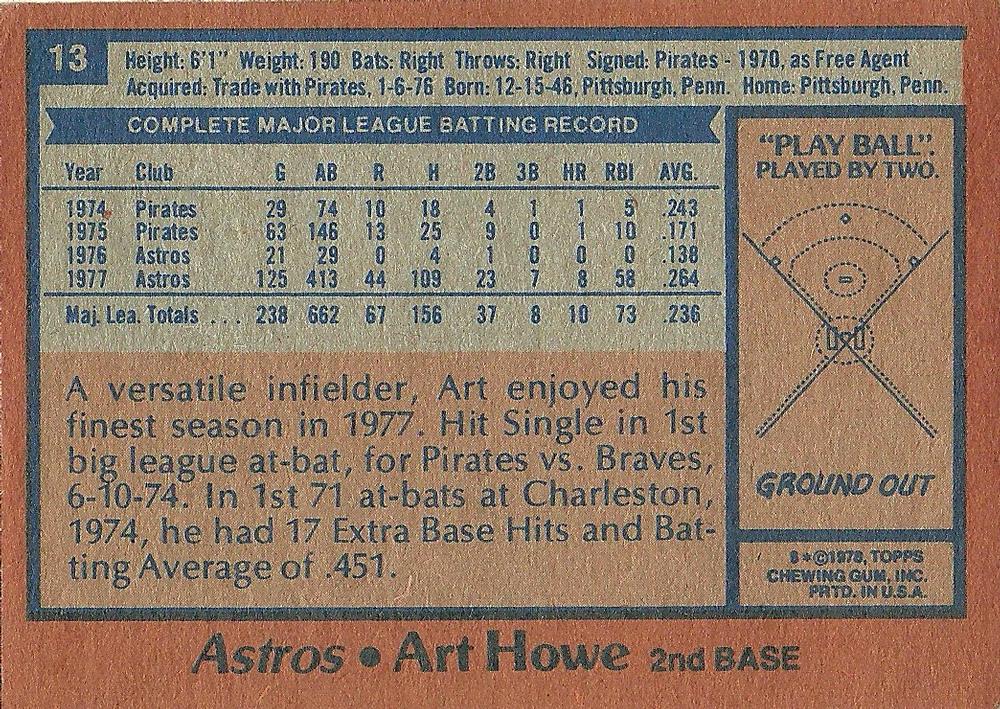 13
Height: 6'1" Weight: 190 Bats: Right Throws: Right Signed: Pirates - 1970, as Free Agent
Acquired: Trade with Pirates, 1-6-76 Born: 12-15-46, Pittsburgh, Penn. Home: Pittsburgh, Penn.
COMPLETE MAJOR LEAGUE BATTING RECORD
Year Club G AB R H 2B 3B HR RBI AVG.
1974 Pirates 29 74 10 18 4 1 1 5 .243
1975 Pirates 63 146 13 25 9 0 1 10 .171
1976 Astros 21 29 0 4 1 0 0 0 .138
1977 Astros 125 413 44 109 23 7 8 58 .264
Maj. Lea. Totals ... 238 662 67 156 37 8 10 73 .236
A versatile infielder, Art enjoyed his
finest season in 1977. Hit Single in 1st
big league at-bat, for Pirates vs. Braves,
6-10-74. In 1st 71 at-bats at Charleston,
1974, he had 17 Extra Base Hits and Bat-
ting Average of .451.
"PLAY BALL".
PLAYED BY TWO.
GROUND OUT
8*©1978, TOPPS
CHEWING GUM, INC.
PRTD. IN U.S.A.
Astros • Art Howe 2nd BASE